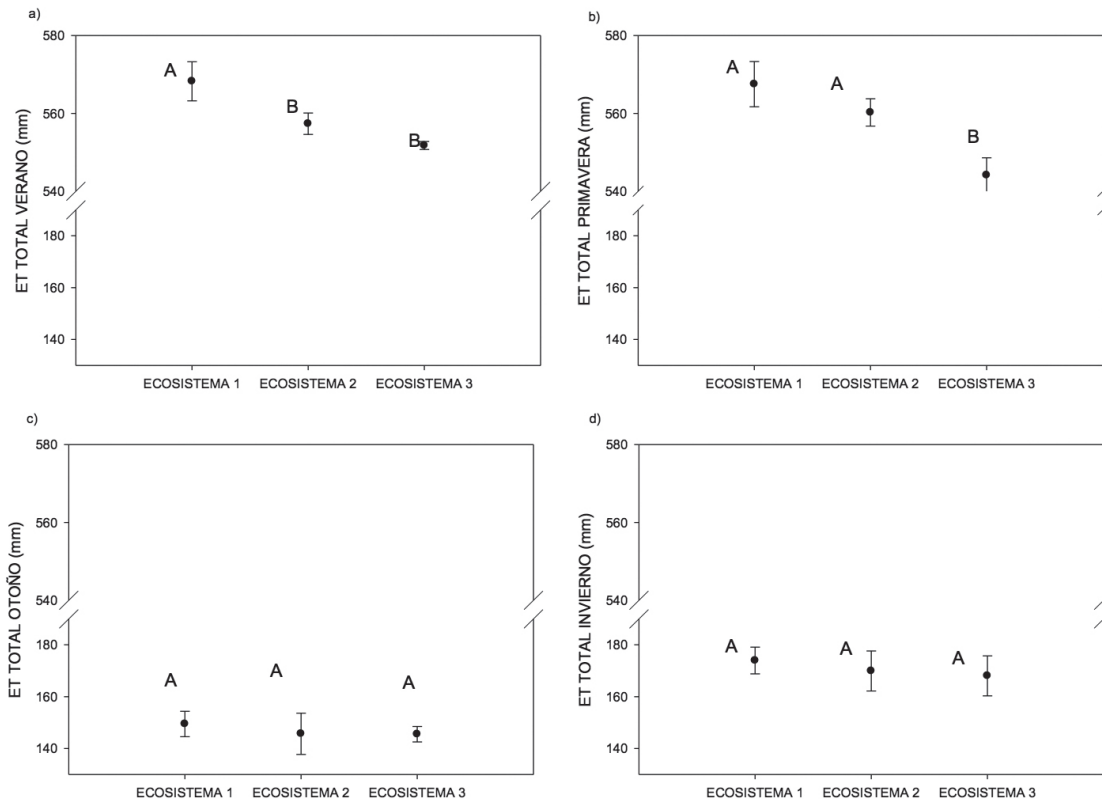 a)
ET TOTAL VERANO (mm)
580
560
540
180
160
140
A
B
B
ECOSISTEMA 1 ECOSISTEMA 2 ECOSISTEMA 3
b)
ET TOTAL PRIMAVERA (mm)
580
560
540
180
160
140
A
A
B
ECOSISTEMA 1 ECOSISTEMA 2 ECOSISTEMA 3
c)
ET TOTAL OTOÑO (mm)
580
560
540
180
160
140
A
A
A
ECOSISTEMA 1 ECOSISTEMA 2 ECOSISTEMA 3
d)
ET TOTAL INVIERNO (mm)
580
560
540
180
160
140
A
A
A
ECOSISTEMA 1 ECOSISTEMA 2 ECOSISTEMA 3